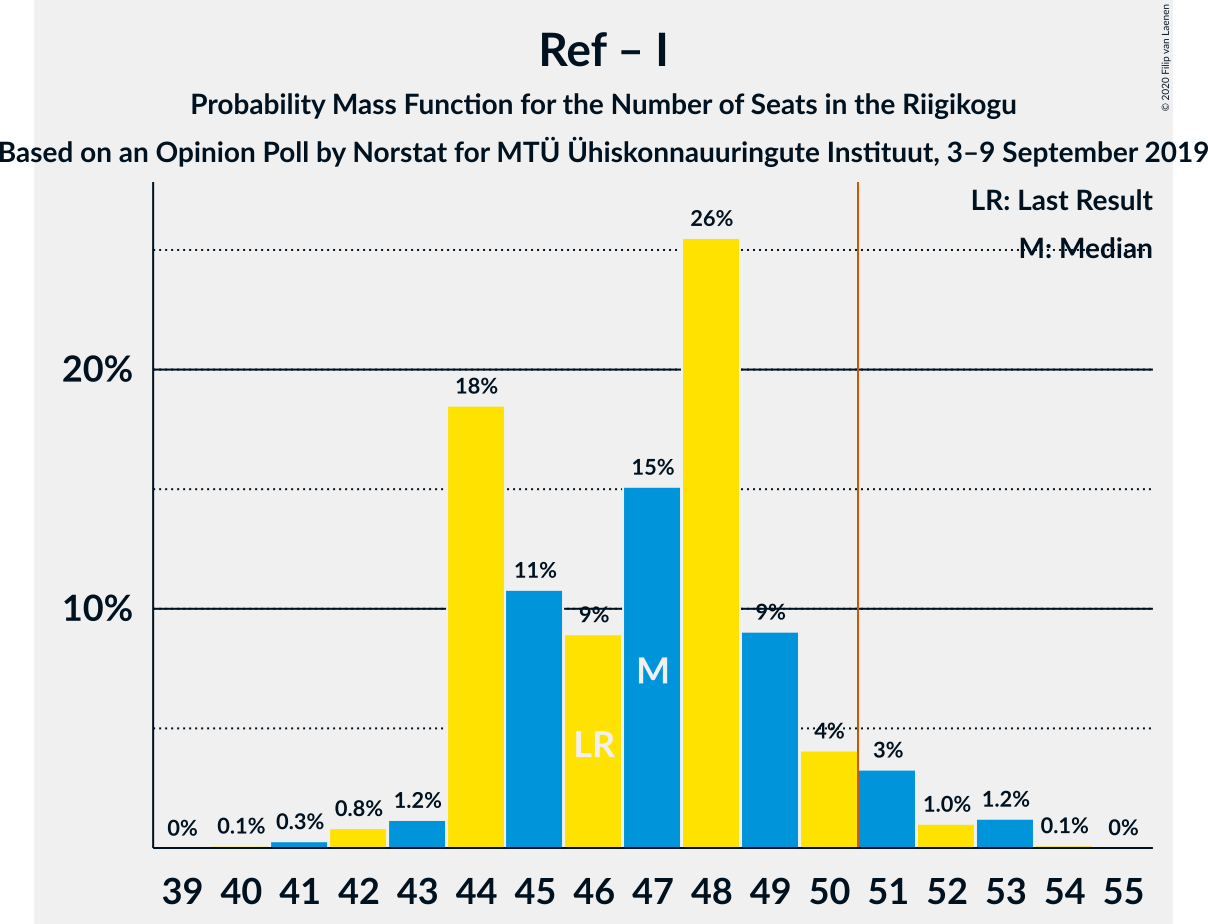 Ref – I
Probability Mass Function for the Number of Seats in the Riigikogu
Based on an Opinion Poll by Norstat for MTÜ Ühiskonnauuringute Instituut, 3–9 September 2019
© 2020 Filip van Laenen
LR: Last Result
M: Median
20%
10%
0% 0.1% 0.3% 0.8% 1.2% 18% 11% 9% 15% 26% 9% 4% 3% 1.0% 1.2% 0.1% 0%
LR M
39 40 41 42 43 44 45 46 47 48 49 50 51 52 53 54 55